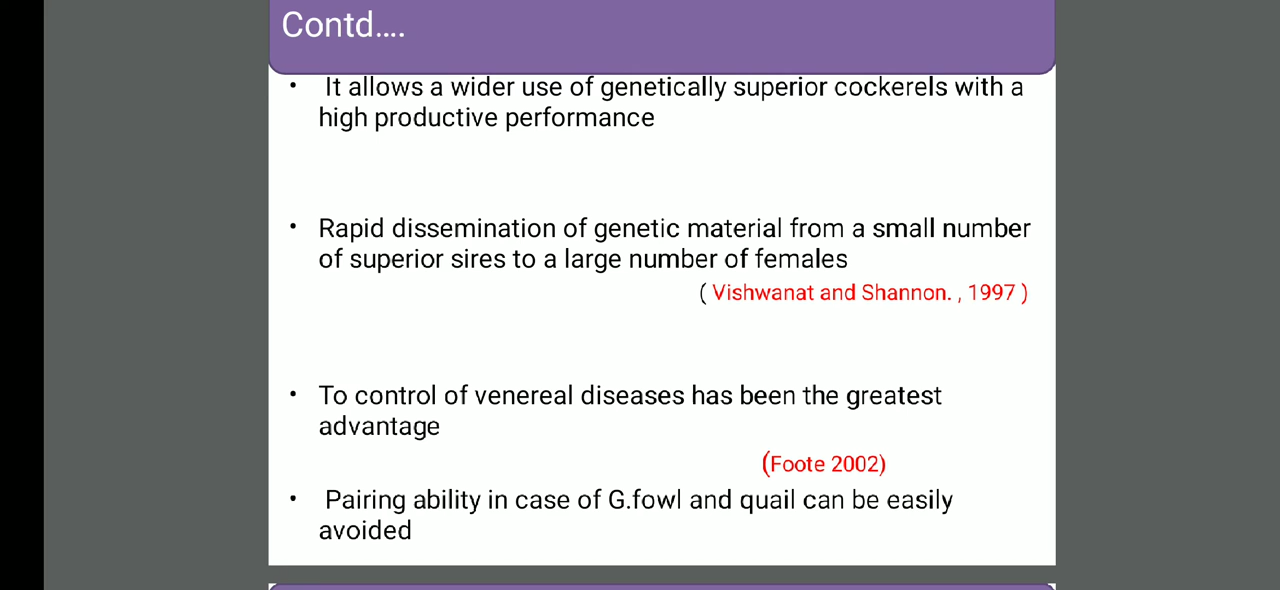 Contd....
• It allows a wider use of genetically superior cockerels with a
high productive performance
• Rapid dissemination of genetic material from a small number
of superior sires to a large number of females
( Vishwanat and Shannon. , 1997 )
• To control of venereal diseases has been the greatest
advantage
(Foote 2002)
• Pairing ability in case of G.fowl and quail can be easily
avoided